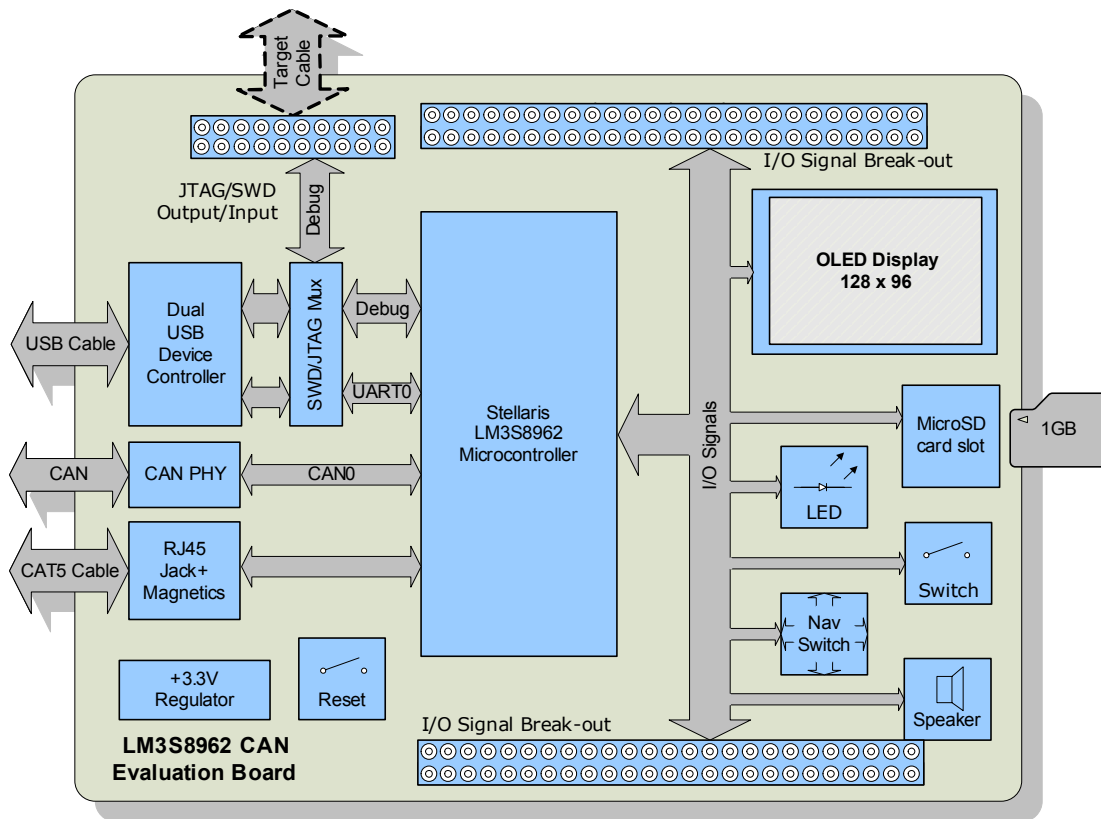 Target
Cable
I/O Signal Break-out
JTAG/SWD
Output/Input
Debug
OLED Display
128 x 96
Dual
USB
Device
Controller
SWD/JTAG Mux
Debug
USB Cable
UART0
Stellaris
LM3S8962
Microcontroller
I/O Signals
MicroSD
card slot
1GB
CAN
CAN PHY
CAN0
LED
CAT5 Cable
RJ45
Jack+
Magnetics
Switch
Nav
Switch
+3.3V
Regulator
Reset
Speaker
I/O Signal Break-out
LM3S8962 CAN
Evaluation Board